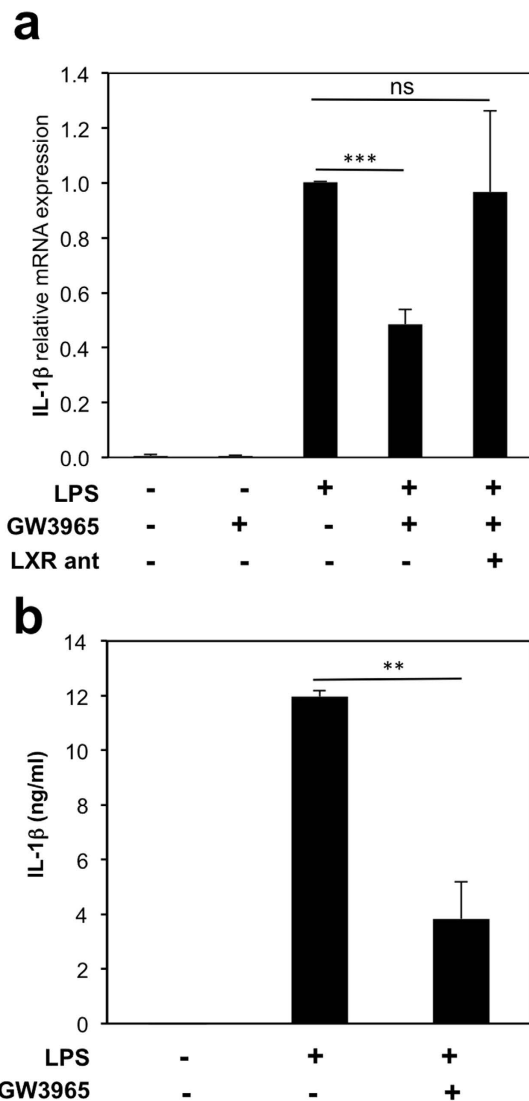 a
IL-1β relative mRNA expression
1.4
1.2
1.0
0.8
0.6
0.4
0.2
0.0
ns
***
LPS - - + + +
GW3965 - + - + +
LXR ant - - - - +
b
IL-1β (ng/ml)
14
12
10
8
6
4
2
0
**
LPS - + +
GW3965 - - +